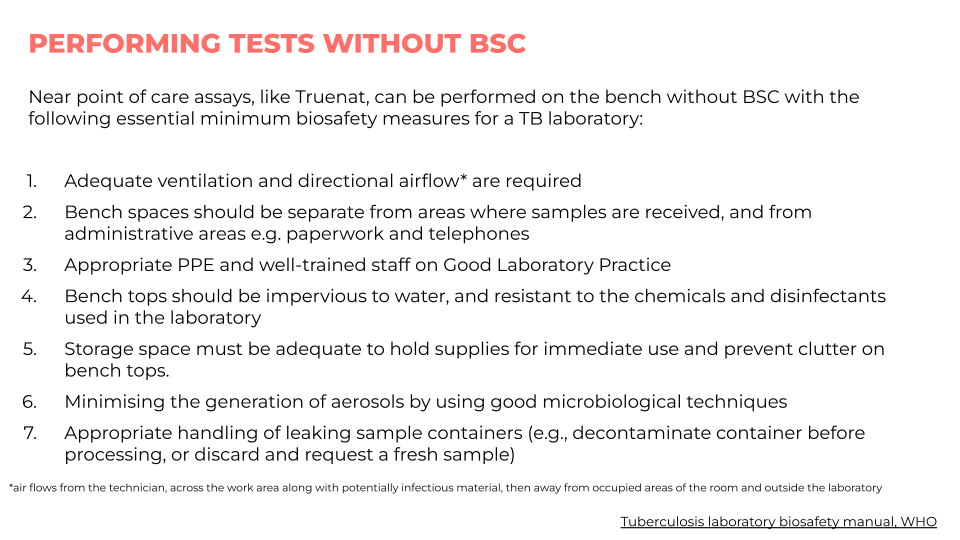 PERFORMING TESTS WITHOUT BSC
Near point of care assays, like Truenat, can be performed on the bench without BSC with the
following essential minimum biosafety measures for a TB laboratory:
1. Adequate ventilation and directional airflow* are required
2. Bench spaces should be separate from areas where samples are received, and from
administrative areas e.g. paperwork and telephones
3. Appropriate PPE and well-trained staff on Good Laboratory Practice
4. Bench tops should be impervious to water, and resistant to the chemicals and disinfectants
used in the laboratory
5. Storage space must be adequate to hold supplies for immediate use and prevent clutter on
bench tops.
6. Minimising the generation of aerosols by using good microbiological techniques
7. Appropriate handling of leaking sample containers (e.g., decontaminate container before
processing, or discard and request a fresh sample)
*air flows from the technician, across the work area along with potentially infectious material, then away from occupied areas of the room and outside the laboratory
Tuberculosis laboratory biosafety manual, WHO